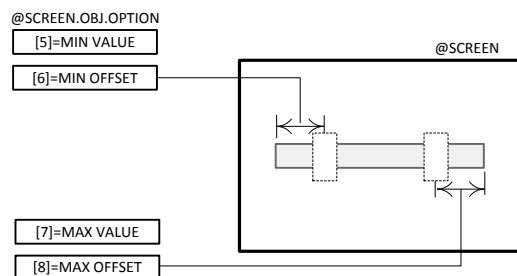 @SCREEN.OBJ.OPTION
[5]=MIN VALUE
@SCREEN
[6]=MIN OFFSET
[7]=MAX VALUE
[8]=MAX OFFSET